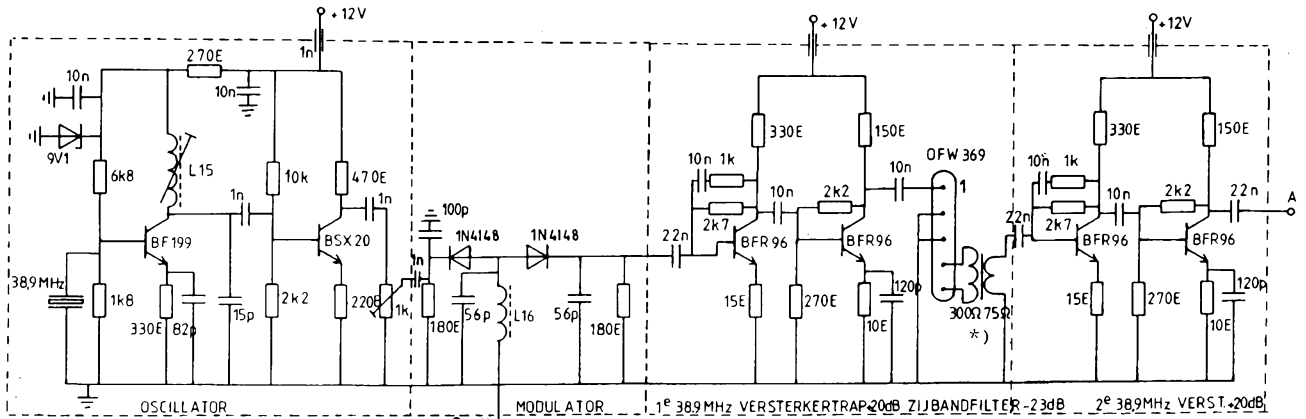 +12V
1n
270E
10n
10n
9V1
6k8
L15
10k
470E
1n
1n
BF199
BSX20
38,9MHz
1k8
330E
82p
15p
2k2
220E
1k
OSCILLATOR
100p
1N4148
1N4148
1n
180E
56p
L16
56p
180E
MODULATOR
+12V
330E
150E
10n
1k
10n
2k2
10n
2k7
22n
BFR96
BFR96
15E
270E
10E
120p
1e 38,9MHz VERSTERKERTRAP+20dB
OFW 369
1
300Ω 75Ω
*)
ZIJBANDFILTER -23dB
+12V
330E
150E
10n
1k
10n
2k2
22n
2k7
22n
A
BFR96
BFR96
15E
270E
10E
120p
2e 38,9MHz VERST.+20dB